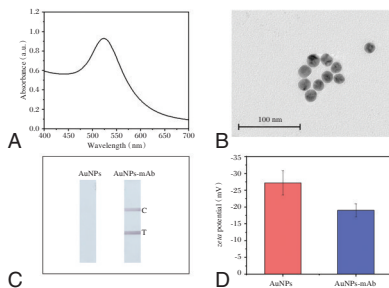 1.2
1.0
0.8
0.6
0.4
0.2
0.0
Absorbance (a.u.)
400 450 500 550 600 650 700
Wavelength (nm)
A
100 nm
B
AuNPs AuNPs-mAb
C
T
C
-35
-30
-25
-20
-15
-10
-5
0
zeta potential (mV)
AuNPs AuNPs-mAb
D